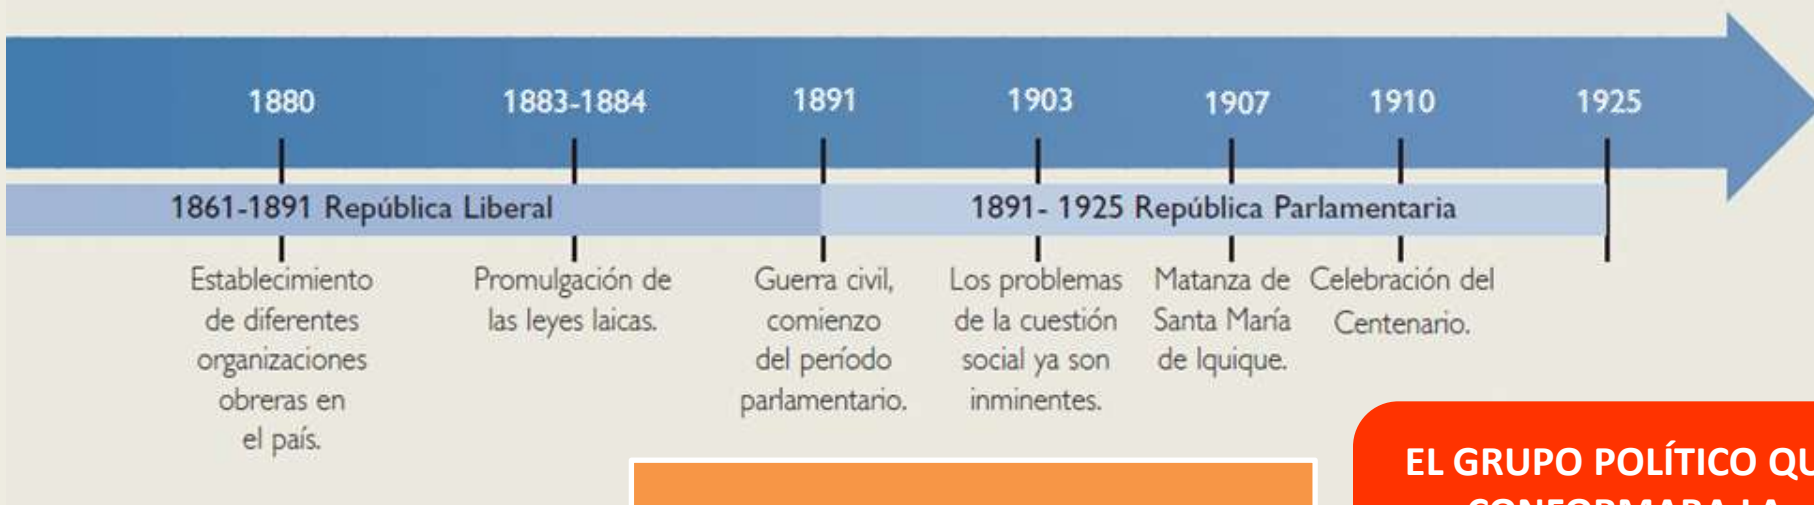 1880 1883-1884 1891 1903 1907 1910 1925
1861-1891 República Liberal 1891- 1925 República Parlamentaria
Establecimiento
de diferentes
organizaciones
obreras en
el país.
Promulgación de
las leyes laicas.
Guerra civil,
comienzo
del período
parlamentario.
Los problemas
de la cuestión
social ya son
inminentes.
Matanza de
Santa María
de Iquique.
Celebración del
Centenario.
EL GRUPO POLÍTICO QU